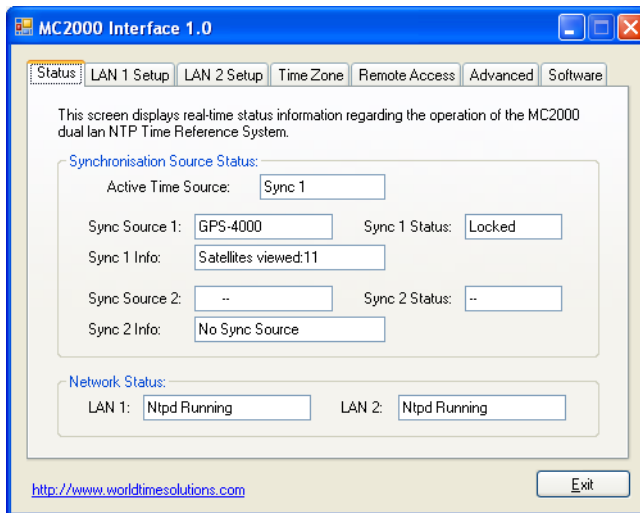 MC2000 Interface 1.0
Status LAN 1 Setup LAN 2 Setup Time Zone Remote Access Advanced Software
This screen displays real-time status information regarding the operation of the MC2000
dual lan NTP Time Reference System.
Synchronisation Source Status:
Active Time Source: Sync 1
Sync Source 1: GPS-4000 Sync 1 Status: Locked
Sync 1 Info: Satellites viewed:11
Sync Source 2: -- Sync 2 Status: --
Sync 2 Info: No Sync Source
Network Status:
LAN 1: Ntpd Running LAN 2: Ntpd Running
http://www.worldtimesolutions.com Exit